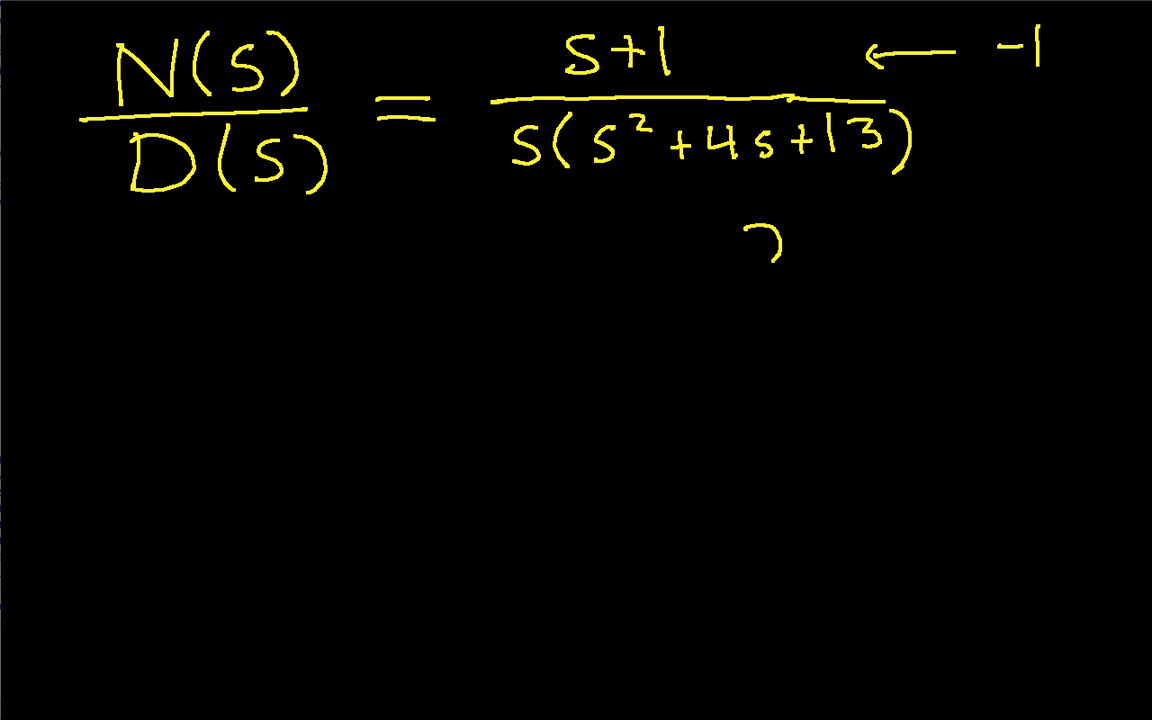 N(s)/D(s) = s+1/s(s²+4s+13) ← -1